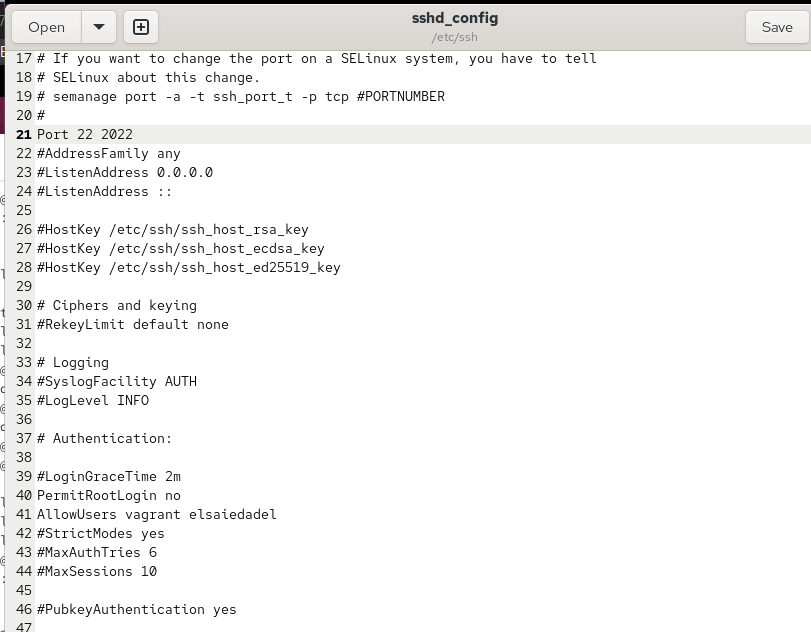 Open
sshd_config
/etc/ssh
Save
17 # If you want to change the port on a SELinux system, you have to tell
18 # SELinux about this change.
19 # semanage port -a -t ssh_port_t -p tcp #PORTNUMBER
20 #
21 Port 22 2022
22 #AddressFamily any
23 #ListenAddress 0.0.0.0
24 #ListenAddress ::
25
26 #HostKey /etc/ssh/ssh_host_rsa_key
27 #HostKey /etc/ssh/ssh_host_ecdsa_key
28 #HostKey /etc/ssh/ssh_host_ed25519_key
29
30 # Ciphers and keying
31 #RekeyLimit default none
32
33 # Logging
34 #SyslogFacility AUTH
35 #LogLevel INFO
36
37 # Authentication:
38
39 #LoginGraceTime 2m
40 PermitRootLogin no
41 AllowUsers vagrant elsaiedadel
42 #StrictModes yes
43 #MaxAuthTries 6
44 #MaxSessions 10
45
46 #PubkeyAuthentication yes
47